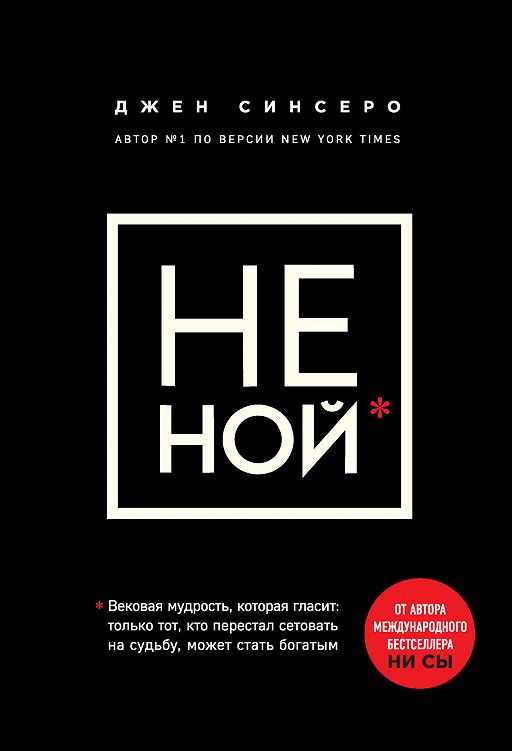 ДЖЕН СИНСЕРО
АВТОР №1 ПО ВЕРСИИ NEW YORK TIMES
НЕ
НОЙ*
* Вековая мудрость, которая гласит:
только тот, кто перестал сетовать
на судьбу, может стать богатым
ОТ АВТОРА
МЕЖДУНАРОДНОГО
БЕСТСЕЛЛЕРА
НИ СЫ